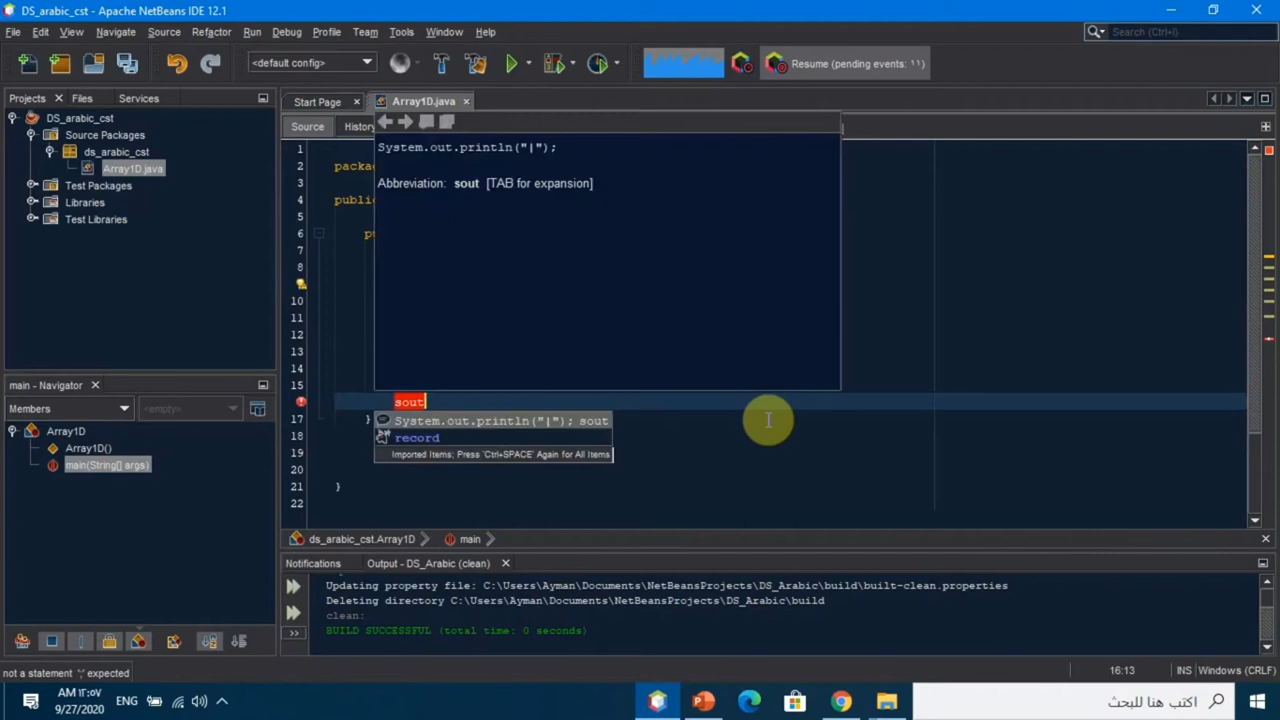 DS_arabic_cst - Apache NetBeans IDE 12.1
File Edit View Navigate Source Refactor Run Debug Profile Team Tools Window Help
Search (Ctrl+I)
<default config>
Resume (pending events: ١١)
Projects Files Services
Start Page Array1D.java
Source History
DS_arabic_cst
Source Packages
ds_arabic_cst
Array1D.java
Test Packages
Libraries
Test Libraries
1
2 packa
3
4 public
5
6 pu
7
8
10
11
12
13
14
15
sout
17 }
18
19
20
21 }
22
System.out.println("|");
Abbreviation: sout [TAB for expansion]
System.out.println("|"); sout
record
Imported Items; Press 'Ctrl+SPACE' Again for All Items
main - Navigator
Members <empty>
Array1D
Array1D()
main(String[] args)
ds_arabic_cst.Array1D main
Notifications Output - DS_Arabic (clean)
Updating property file: C:\Users\Ayman\Documents\NetBeansProjects\DS_Arabic\build\built-clean.properties
Deleting directory C:\Users\Ayman\Documents\NetBeansProjects\DS_Arabic\build
clean:
BUILD SUCCESSFUL (total time: 0 seconds)
not a statement ';' expected
16:13 INS Windows (CRLF)
AM ١٢:٥٧
9/27/2020
ENG
اكتب هنا للبحث